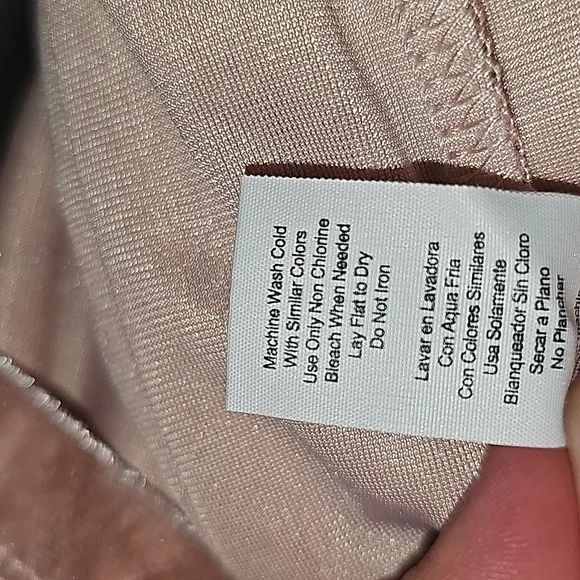 Machine Wash Cold
With Similar Colors
Use Only Non Chlorine
Bleach When Needed
Lay Flat to Dry
Do Not Iron
Lavar en Lavadora
Con Aqua Fria
Con Colores Similares
Usa Solamente
Blanqueador Sin Cloro
Secar a Plano
No Planchar